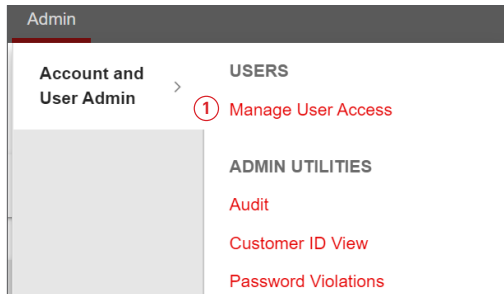 Admin
Account and
User Admin
USERS
1 Manage User Access
ADMIN UTILITIES
Audit
Customer ID View
Password Violations